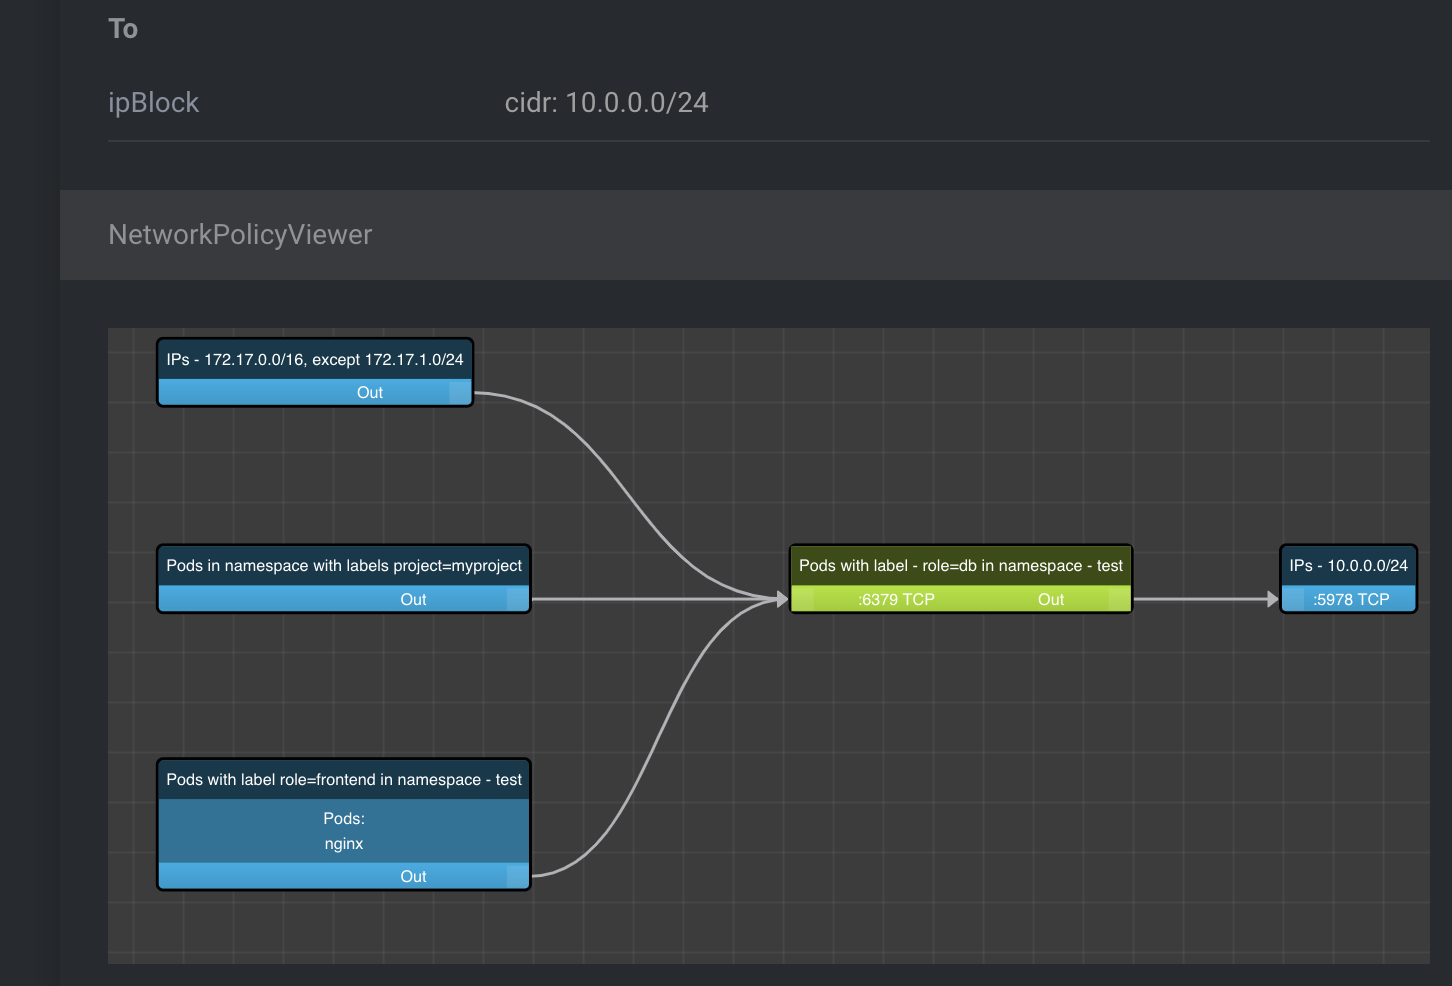 To
ipBlock
cidr: 10.0.0.0/24
NetworkPolicyViewer
IPs - 172.17.0.0/16, except 172.17.1.0/24
Out
Pods in namespace with labels project=myproject
Out
Pods with label role=frontend in namespace - test
Pods:
nginx
Out
Pods with label - role=db in namespace - test
:6379 TCP Out
IPs - 10.0.0.0/24
:5978 TCP